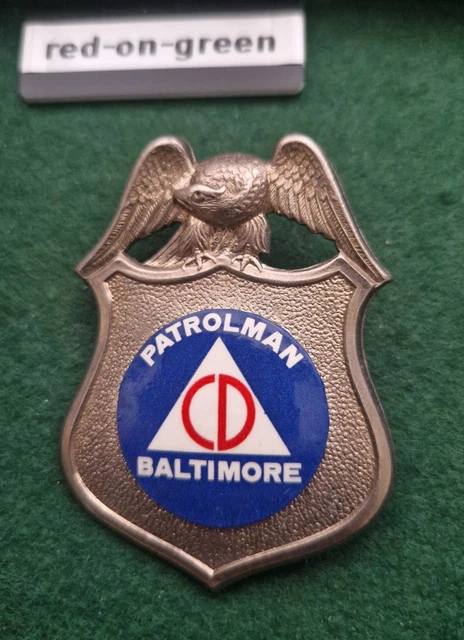 red-on-green
PATROLMAN
CD
BALTIMORE